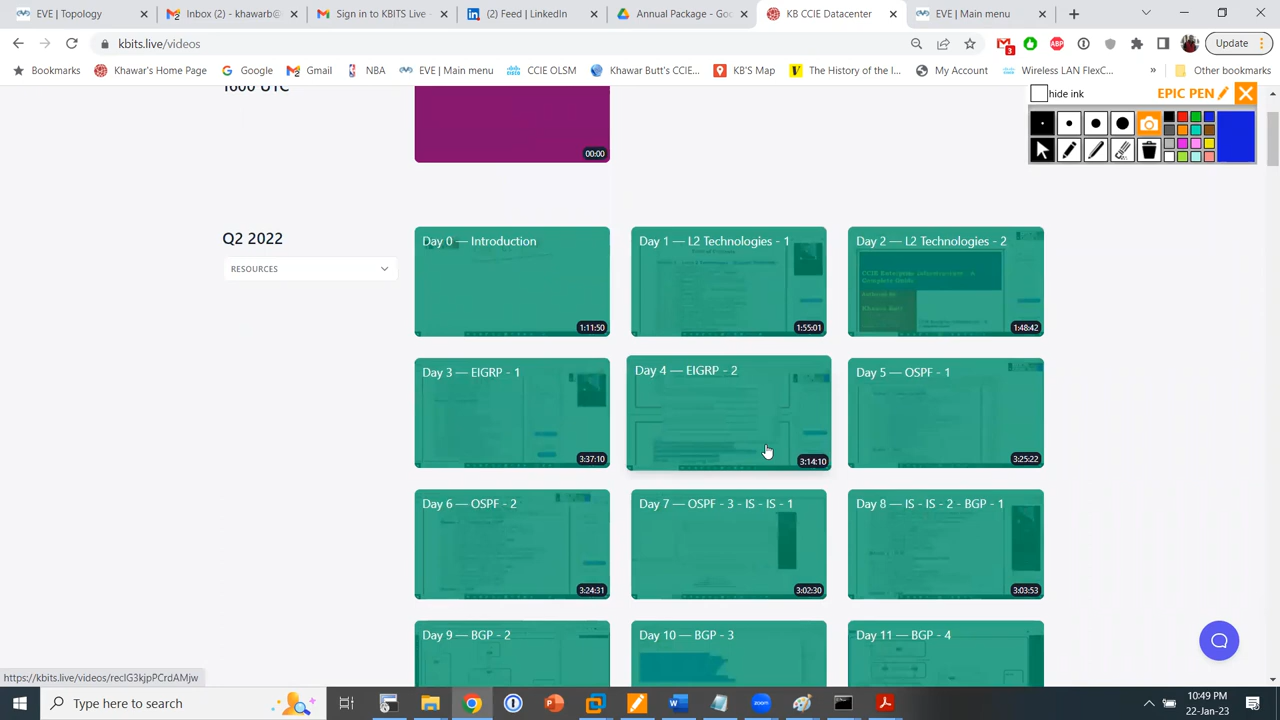 EVE | Topology
Inbox (2) - khawarb@
Sign in to KBITS Live -
(2) Feed | LinkedIn
Annual Package - Goo
KB CCIE Datacenter
EVE | Main menu
kbits.live/videos
3
ABP
Update
Bookmarks
Khawar's Home Page
Google
Gmail
NBA
EVE | Main menu
CCIE OLSM
Khawar Butt's CCIE...
KB'S Map
The History of the I...
My Account
Wireless LAN FlexC...
»
Other bookmarks
1600 UTC
hide ink
EPIC PEN
00:00
Q2 2022
RESOURCES
Day 0 — Introduction
1:11:50
Day 1 — L2 Technologies - 1
1:55:01
Day 2 — L2 Technologies - 2
1:48:42
Day 3 — EIGRP - 1
3:37:10
Day 4 — EIGRP - 2
3:14:10
Day 5 — OSPF - 1
3:25:22
Day 6 — OSPF - 2
3:24:31
Day 7 — OSPF - 3 - IS - IS - 1
3:02:30
Day 8 — IS - IS - 2 - BGP - 1
3:03:53
Day 9 — BGP - 2
Day 10 — BGP - 3
Day 11 — BGP - 4
Type here to search
10:49 PM
22-Jan-23